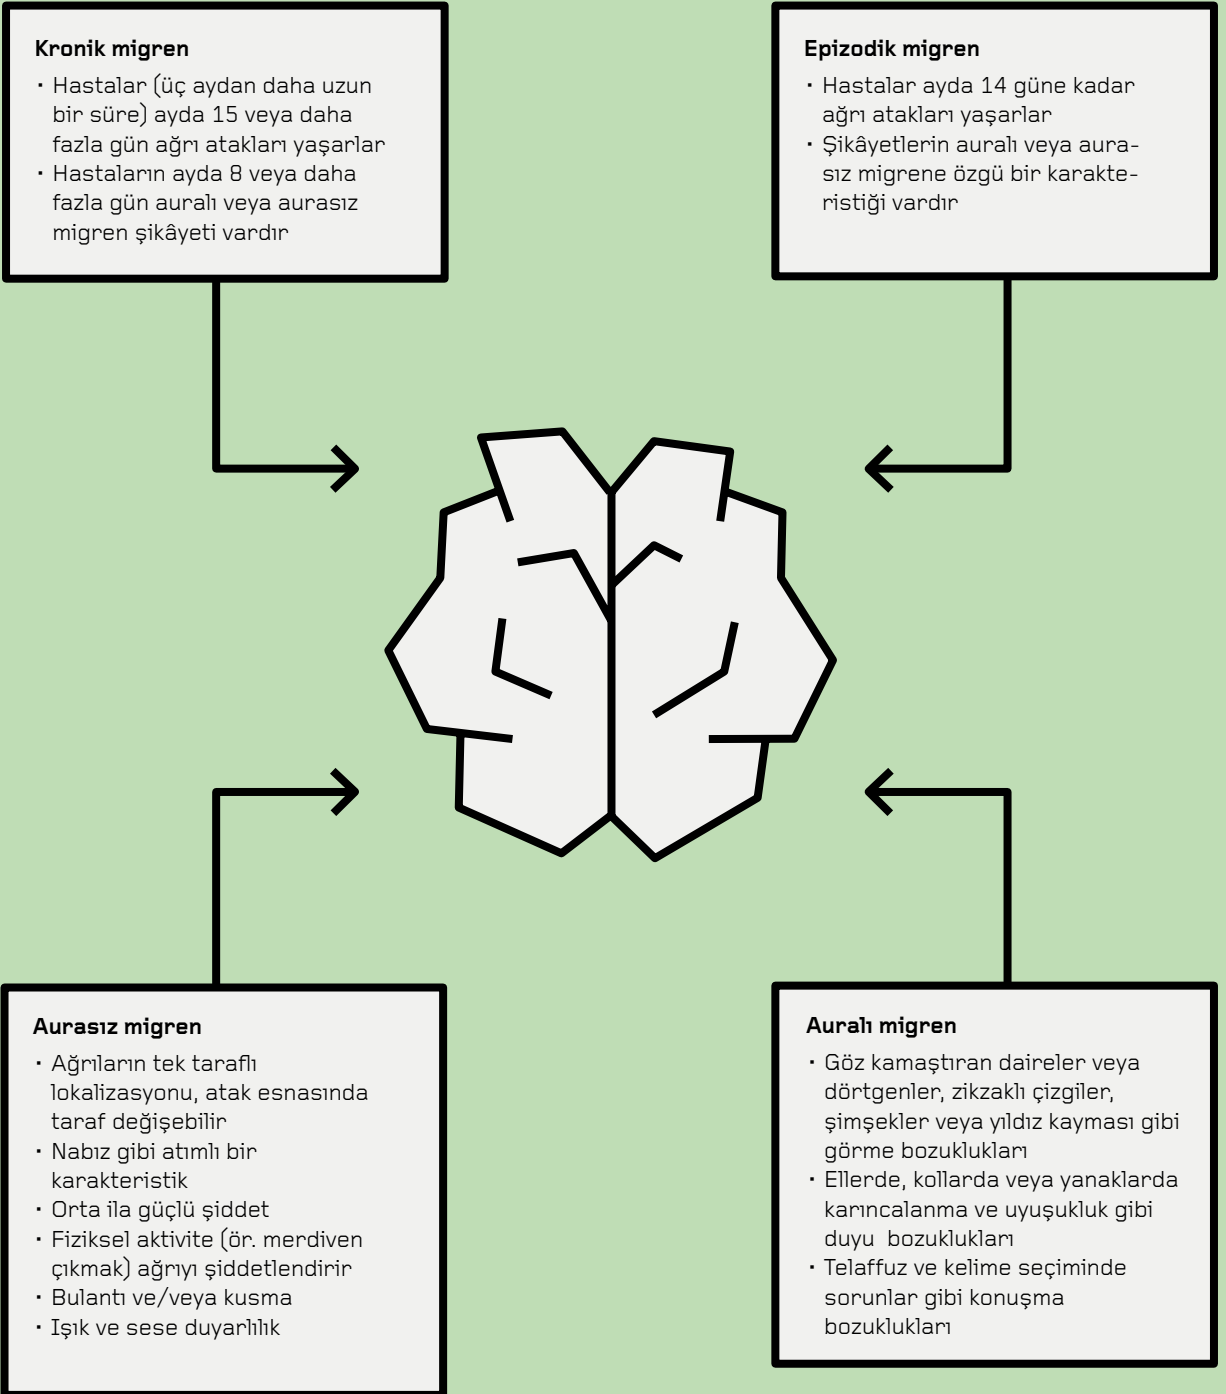 Kronik migren
· Hastalar (üç aydan daha uzun
bir süre) ayda 15 veya daha
fazla gün ağrı atakları yaşarlar
· Hastaların ayda 8 veya daha
fazla gün auralı veya aurasız
migren şikâyeti vardır
Epizodik migren
· Hastalar ayda 14 güne kadar
ağrı atakları yaşarlar
· Şikâyetlerin auralı veya aura-
sız migrene özgü bir karakte-
ristiği vardır
Aurasız migren
· Ağrıların tek taraflı
lokalizasyonu, atak esnasında
taraf değişebilir
· Nabız gibi atımlı bir
karakteristik
· Orta ila güçlü şiddet
· Fiziksel aktivite (ör. merdiven
çıkmak) ağrıyı şiddetlendirir
· Bulantı ve/veya kusma
· Işık ve sese duyarlılık
Auralı migren
· Göz kamaştıran daireler veya
dörtgenler, zikzaklı çizgiler,
şimşekler veya yıldız kayması gibi
görme bozuklukları
· Ellerde, kollarda veya yanaklarda
karıncalanma ve uyuşukluk gibi
duyu bozuklukları
· Telaffuz ve kelime seçiminde
sorunlar gibi konuşma
bozuklukları